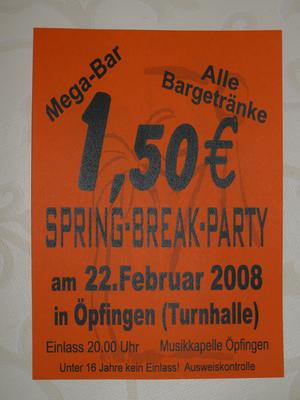 Mega-Bar
Alle
Bargetränke
1,50€
SPRING-BREAK-PARTY
am 22.Februar 2008
in Öpfingen (Turnhalle)
Einlass 20.00 Uhr Musikkapelle Öpfingen
Unter 16 Jahre kein Einlass! Ausweiskontrolle